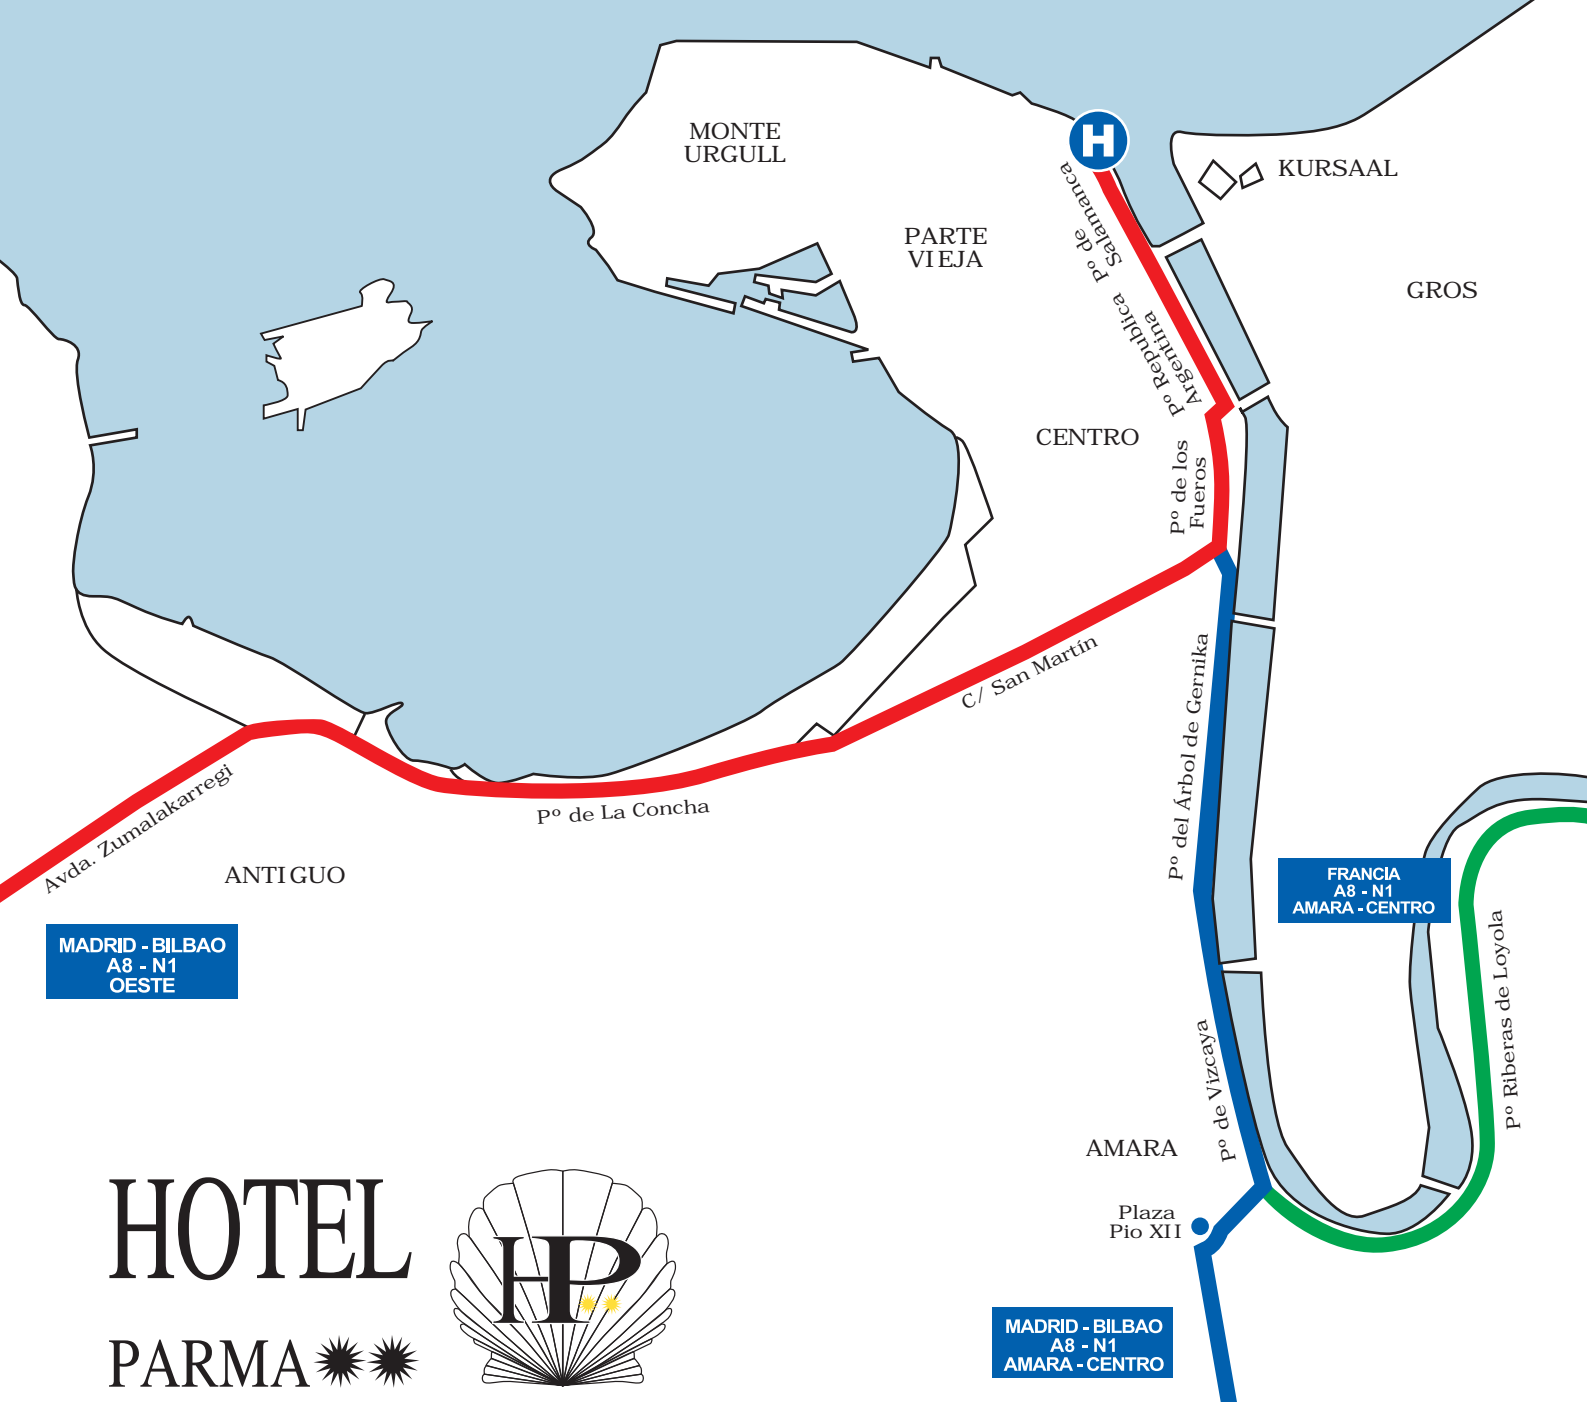 MONTE
URGULL
H
KURSAAL
PARTE
VIEJA
GROS
Pº de
Salamanca
Pº Republica
Argentina
CENTRO
Pº de los
Fueros
C/ San Martín
Pº del Árbol de Gernika
Avda. Zumalakarregi
Pº de La Concha
ANTIGUO
FRANCIA
A8 - N1
AMARA - CENTRO
MADRID - BILBAO
A8 - N1
OESTE
Pº Riberas de Loyola
Pº de Vizcaya
AMARA
Plaza
Pio XII
HOTEL
PARMA
HP
MADRID - BILBAO
A8 - N1
AMARA - CENTRO